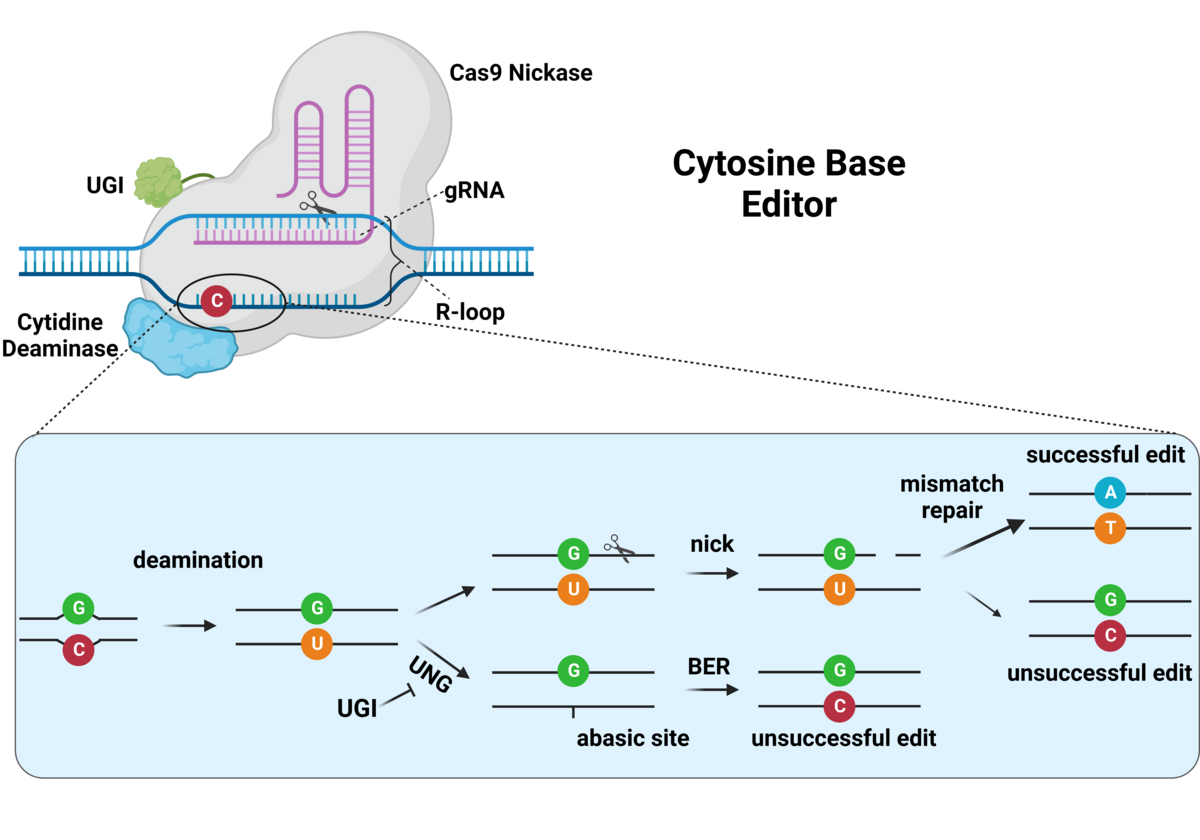 Cas9 Nickase
Cytosine Base
Editor
UGI
gRNA
C
R-loop
Cytidine
Deaminase
successful edit
mismatch
repair
A
T
deamination
nick
G
G
U
U
G
C
G
U
G
C
unsuccessful edit
UNG
UGI
G
BER
G
C
abasic site
unsuccessful edit